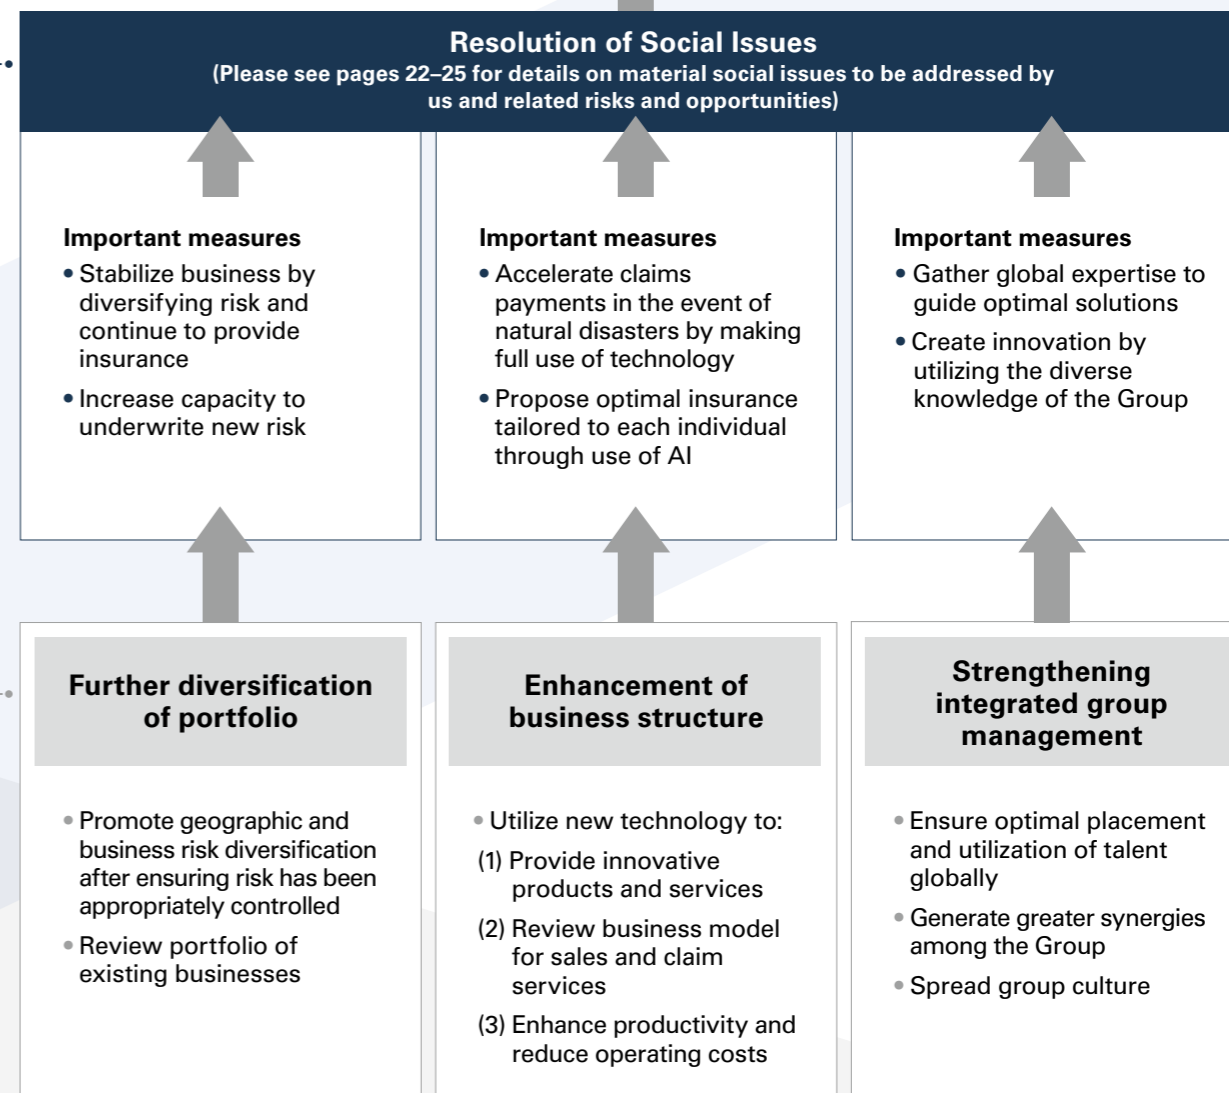 Resolution of Social Issues
(Please see pages 22–25 for details on material social issues to be addressed by
us and related risks and opportunities)
Important measures
• Stabilize business by
diversifying risk and
continue to provide
insurance
• Increase capacity to
underwrite new risk
Important measures
• Accelerate claims
payments in the event of
natural disasters by making
full use of technology
• Propose optimal insurance
tailored to each individual
through use of AI
Important measures
• Gather global expertise to
guide optimal solutions
• Create innovation by
utilizing the diverse
knowledge of the Group
Further diversification
of portfolio
• Promote geographic and
business risk diversification
after ensuring risk has been
appropriately controlled
• Review portfolio of
existing businesses
Enhancement of
business structure
• Utilize new technology to:
(1) Provide innovative
products and services
(2) Review business model
for sales and claim
services
(3) Enhance productivity and
reduce operating costs
Strengthening
integrated group
management
• Ensure optimal placement
and utilization of talent
globally
• Generate greater synergies
among the Group
• Spread group culture